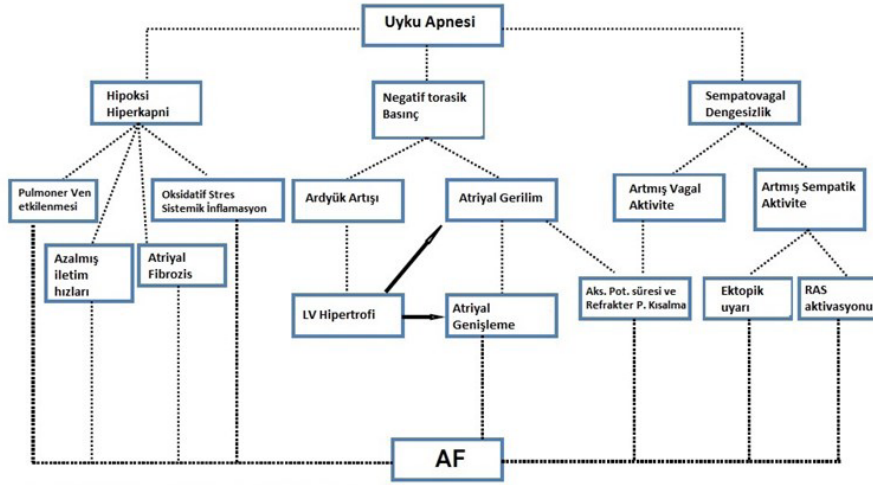 Uyku Apnesi
Hipoksi
Hiperkapni
Negatif torasik
Basınç
Sempatovagal
Dengesizlik
Pulmoner Ven
etkilenmesi
Oksidatif Stres
Sistemik İnflamasyon
Ardyük Artışı
Atriyal Gerilim
Artmış Vagal
Aktivite
Artmış Sempatik
Aktivite
Azalmış
iletim
hızları
Atriyal
Fibrozis
LV Hipertrofi
Atriyal
Genişleme
Aks. Pot. süresi ve
Refrakter P. Kısalma
Ektopik
uyarı
RAS
aktivasyonu
AF